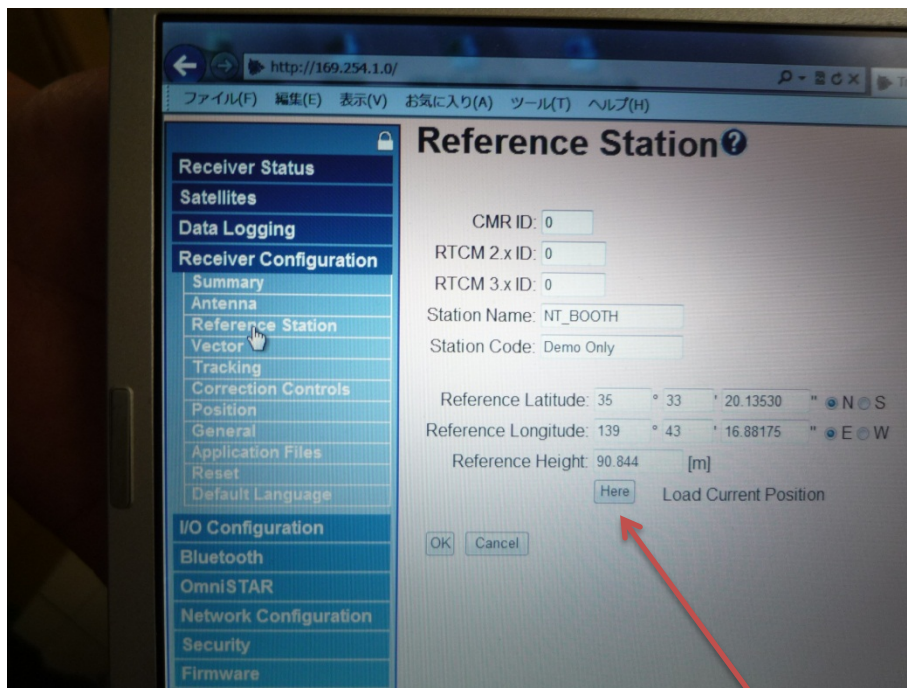 http://169.254.1.0/
ファイル(F) 編集(E) 表示(V) お気に入り(A) ツール(T) ヘルプ(H)
Receiver Status
Satellites
Data Logging
Receiver Configuration
Summary
Antenna
Reference Station
Vector
Tracking
Correction Controls
Position
General
Application Files
Reset
Default Language
I/O Configuration
Bluetooth
OmniSTAR
Network Configuration
Security
Firmware
Reference Station
CMR ID: 0
RTCM 2.x ID: 0
RTCM 3.x ID: 0
Station Name: NT_BOOTH
Station Code: Demo Only
Reference Latitude: 35 ° 33 ' 20.13530 " N S
Reference Longitude: 139 ° 43 ' 16.88175 " E W
Reference Height: 90.844 [m]
Here Load Current Position
OK Cancel